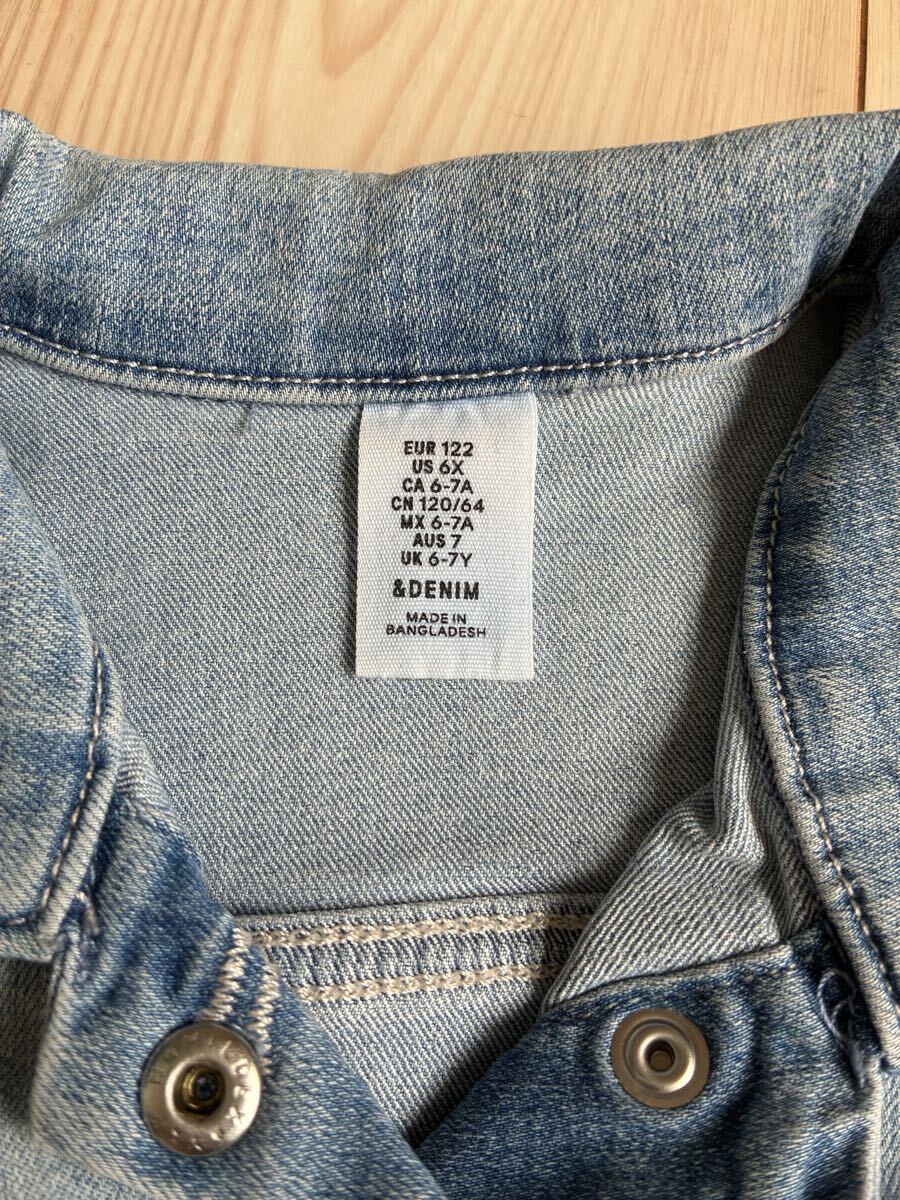 EUR 122
US 6X
CA 6-7A
CN 120/64
MX 6-7A
AUS 7
UK 6-7Y
&DENIM
MADE IN
BANGLADESH